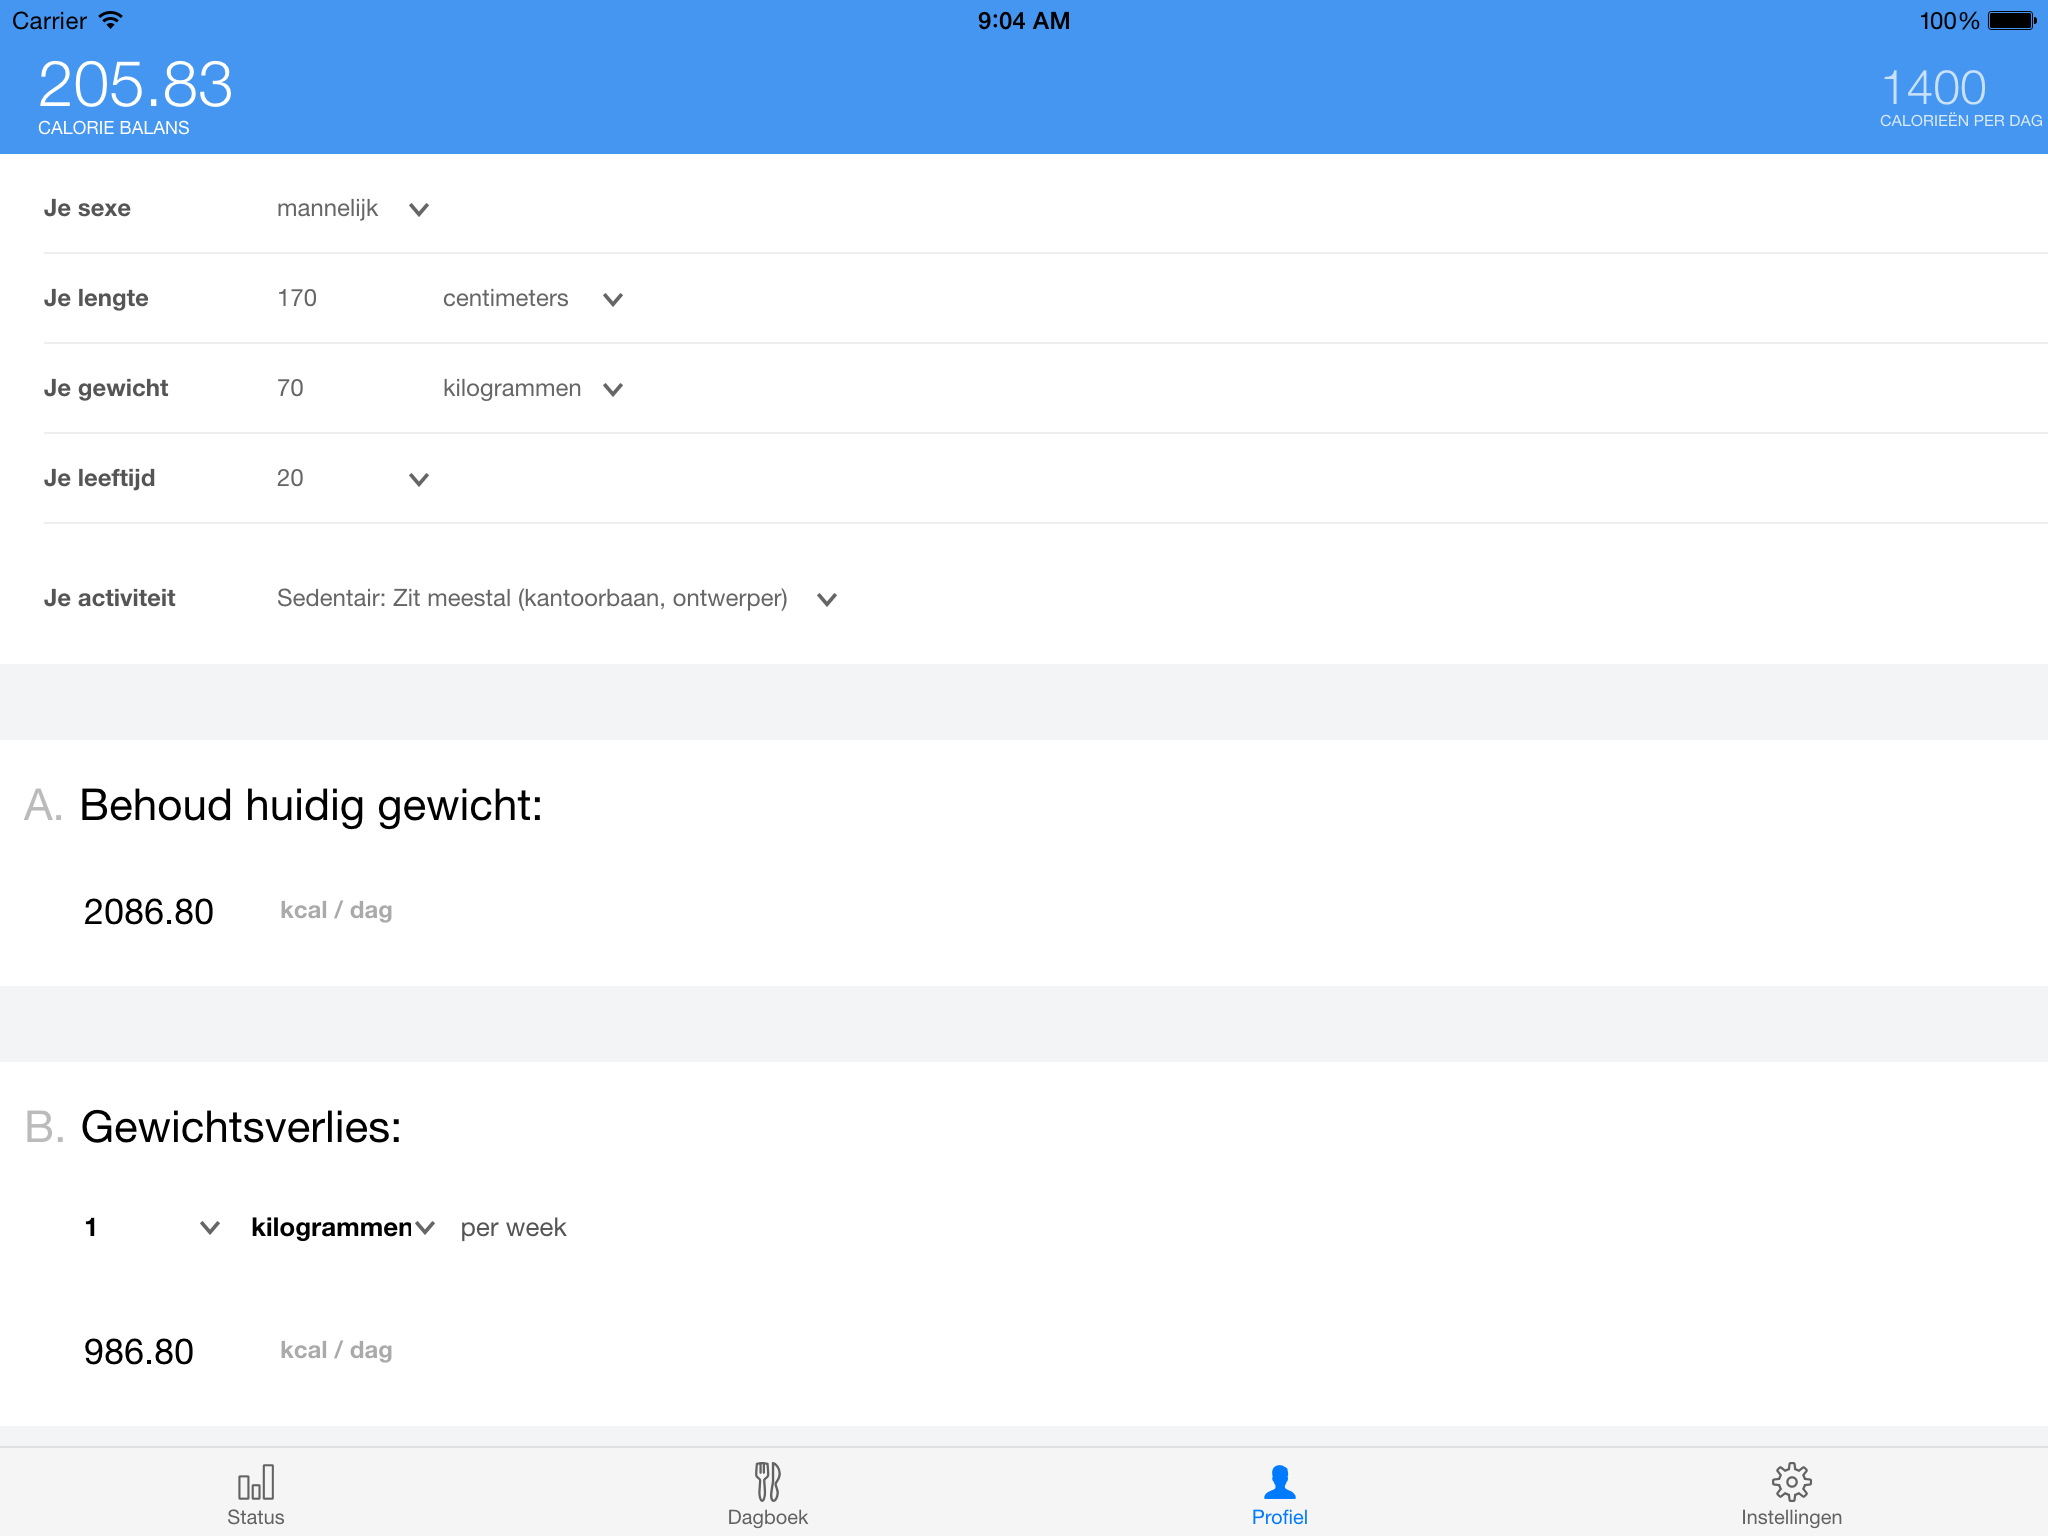 Carrier 9:04 AM 100%
205.83 1400
CALORIE BALANS CALORIEËN PER DAG
Je sexe mannelijk
Je lengte 170 centimeters
Je gewicht 70 kilogrammen
Je leeftijd 20
Je activiteit Sedentair: Zit meestal (kantoorbaan, ontwerper)
A. Behoud huidig gewicht:
2086.80 kcal / dag
B. Gewichtsverlies:
1 kilogrammen per week
986.80 kcal / dag
Status Dagboek Profiel Instellingen